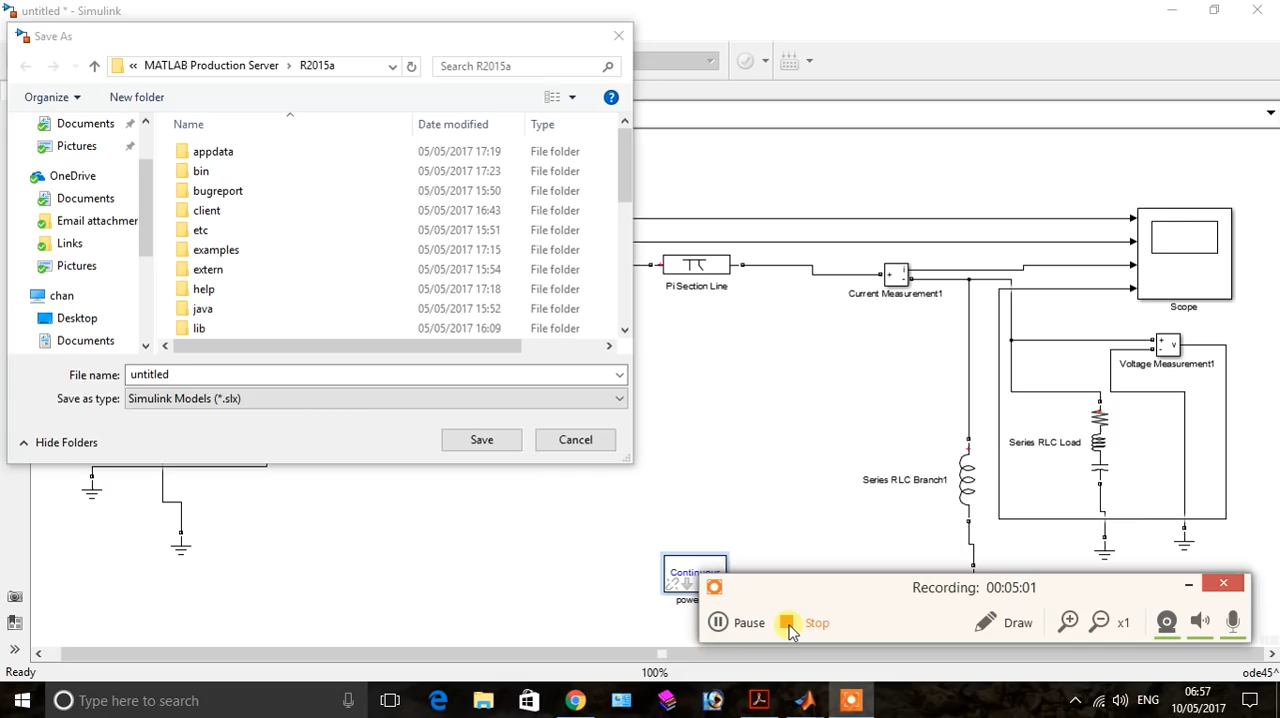 untitled * - Simulink
Save As
« MATLAB Production Server > R2015a
Search R2015a
Organize
New folder
Name
Date modified
Type
Documents
Pictures
OneDrive
Documents
Email attachmer
Links
Pictures
chan
Desktop
Documents
appdata 05/05/2017 17:19 File folder
bin 05/05/2017 17:23 File folder
bugreport 05/05/2017 15:50 File folder
client 05/05/2017 16:43 File folder
etc 05/05/2017 15:51 File folder
examples 05/05/2017 17:15 File folder
extern 05/05/2017 15:54 File folder
help 05/05/2017 17:18 File folder
java 05/05/2017 15:52 File folder
lib 05/05/2017 16:09 File folder
File name: untitled
Save as type: Simulink Models (*.slx)
Hide Folders
Save
Cancel
Pi Section Line
i
+
-
Current Measurement1
Scope
+
-
v
Voltage Measurement1
Series RLC Load
Series RLC Branch1
Continuous
powe
Recording: 00:05:01
Pause
Stop
Draw
x1
Ready
100%
ode45
Type here to search
ENG
06:57
10/05/2017